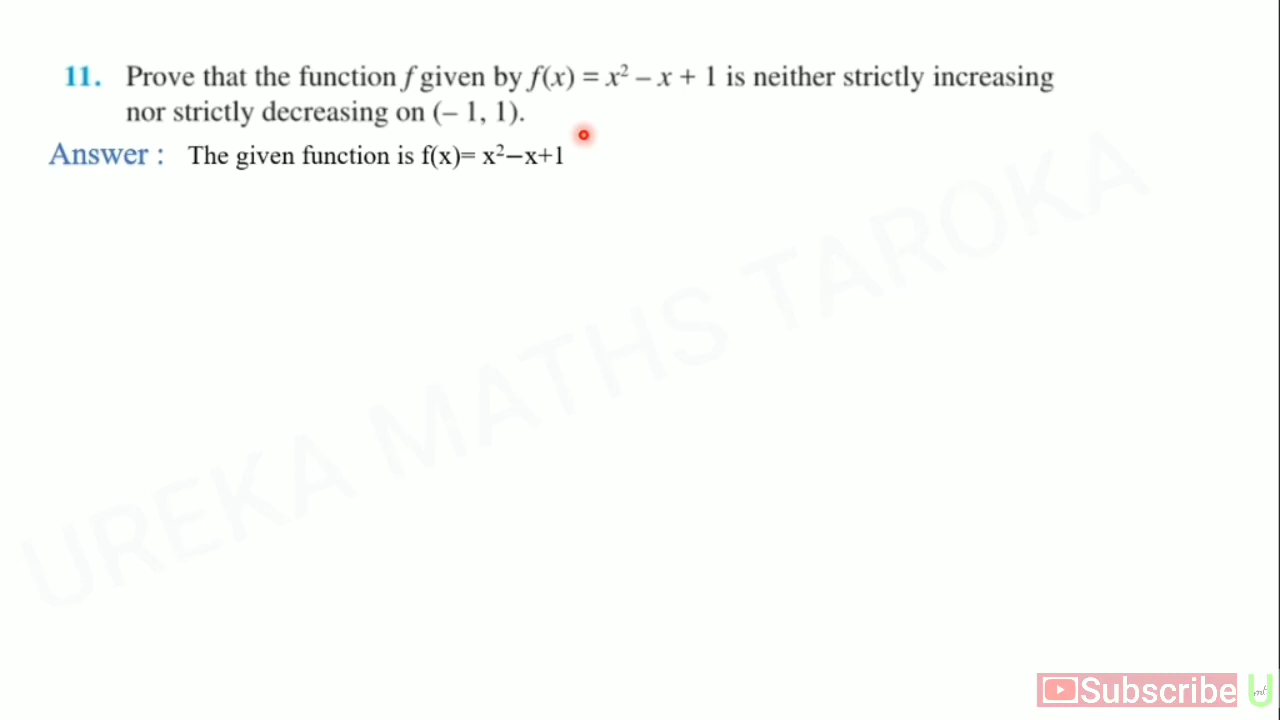 11. Prove that the function f given by f(x) = x² – x + 1 is neither strictly increasing
nor strictly decreasing on (– 1, 1).
Answer : The given function is f(x)= x²−x+1
UREKA MATHS TAROKA
Subscribe U